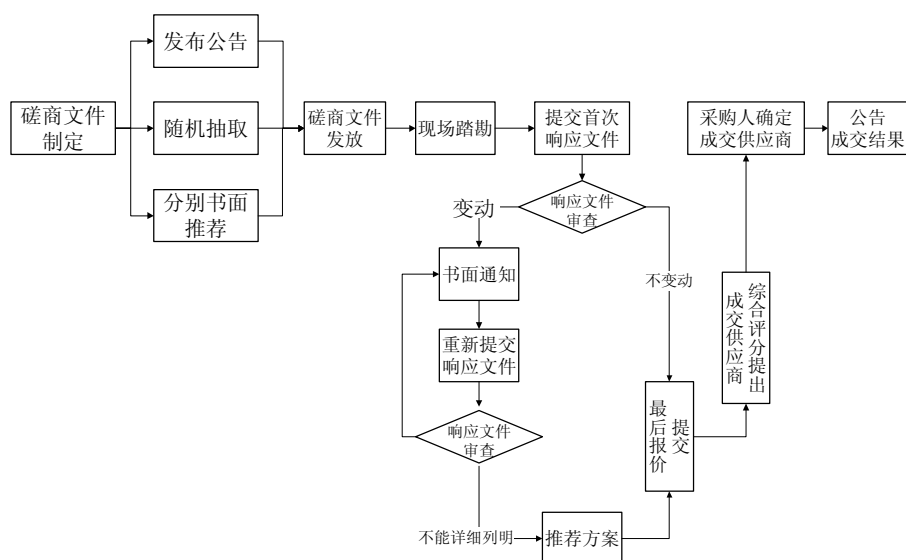 发布公告
磋商文件
制定
随机抽取
分别书面
推荐
磋商文件
发放
现场踏勘
提交首次
响应文件
采购人确定
成交供应商
公告
成交结果
响应文件
审查
变动
不变动
书面通知
重新提交
响应文件
响应文件
审查
不能详细列明
推荐方案
提交
最后报价
综合评分提出
成交供应商